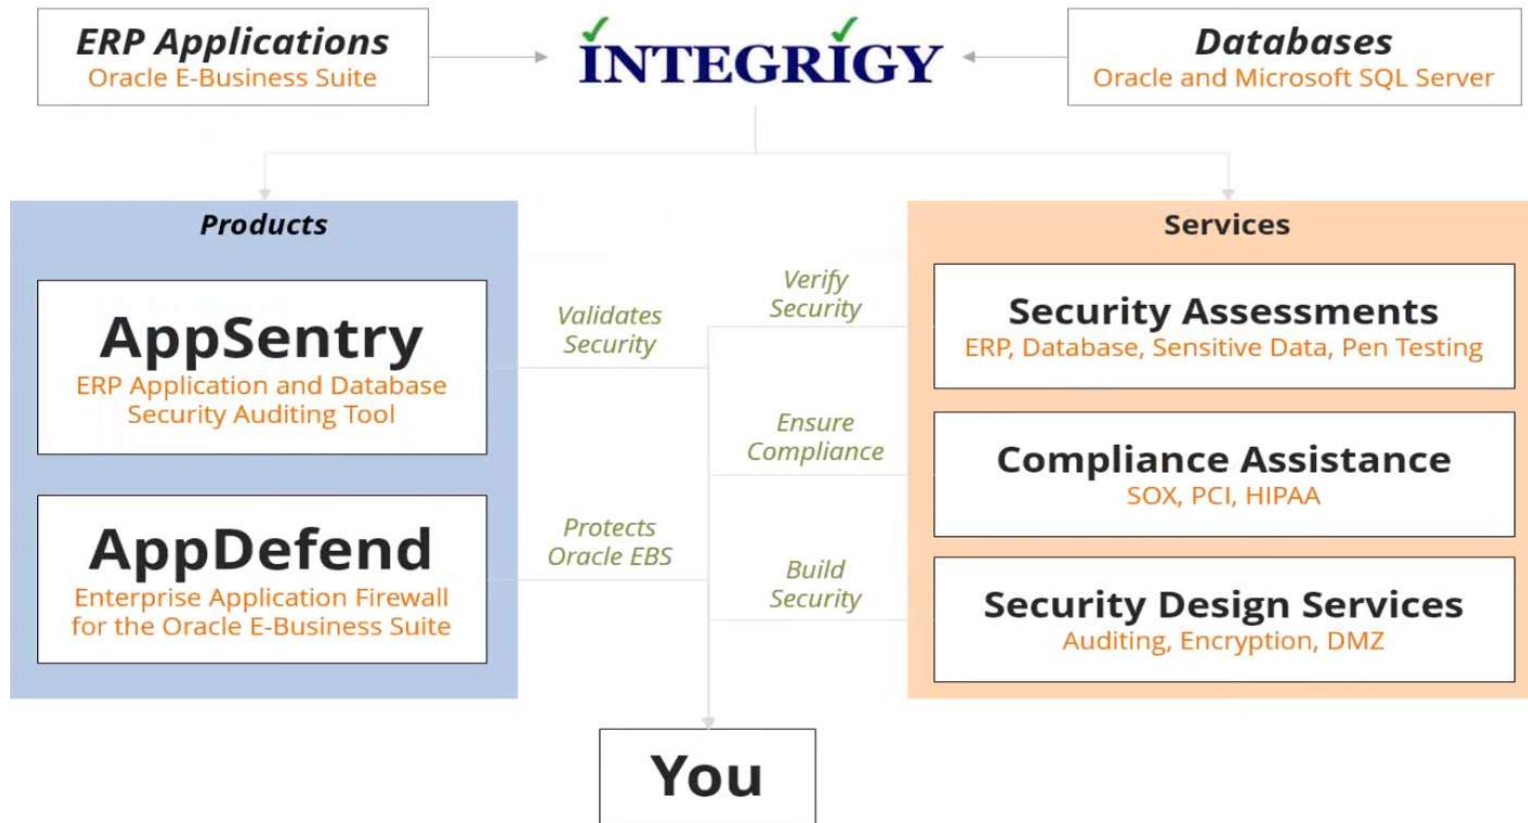 ERP Applications
Oracle E-Business Suite
INTEGRIGY
Databases
Oracle and Microsoft SQL Server
Products
AppSentry
ERP Application and Database
Security Auditing Tool
AppDefend
Enterprise Application Firewall
for the Oracle E-Business Suite
Validates
Security
Protects
Oracle EBS
Verify
Security
Ensure
Compliance
Build
Security
Services
Security Assessments
ERP, Database, Sensitive Data, Pen Testing
Compliance Assistance
SOX, PCI, HIPAA
Security Design Services
Auditing, Encryption, DMZ
You